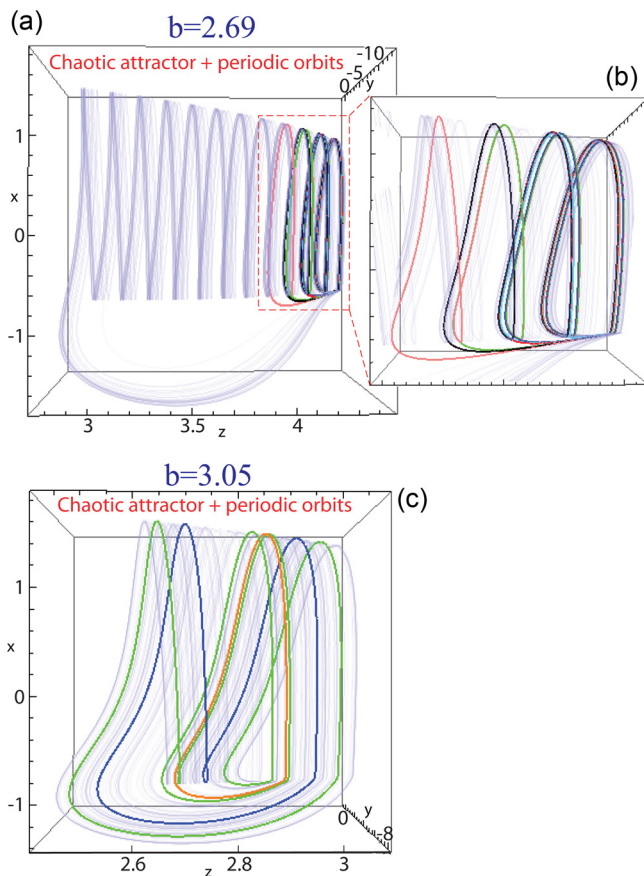 (a)
b=2.69
Chaotic attractor + periodic orbits
-10
-5
0
y
(b)
1
x
0
-1
3
3.5
4
z
b=3.05
Chaotic attractor + periodic orbits
(c)
1
x
0
-1
0
y
-8
2.6
2.8
3
z